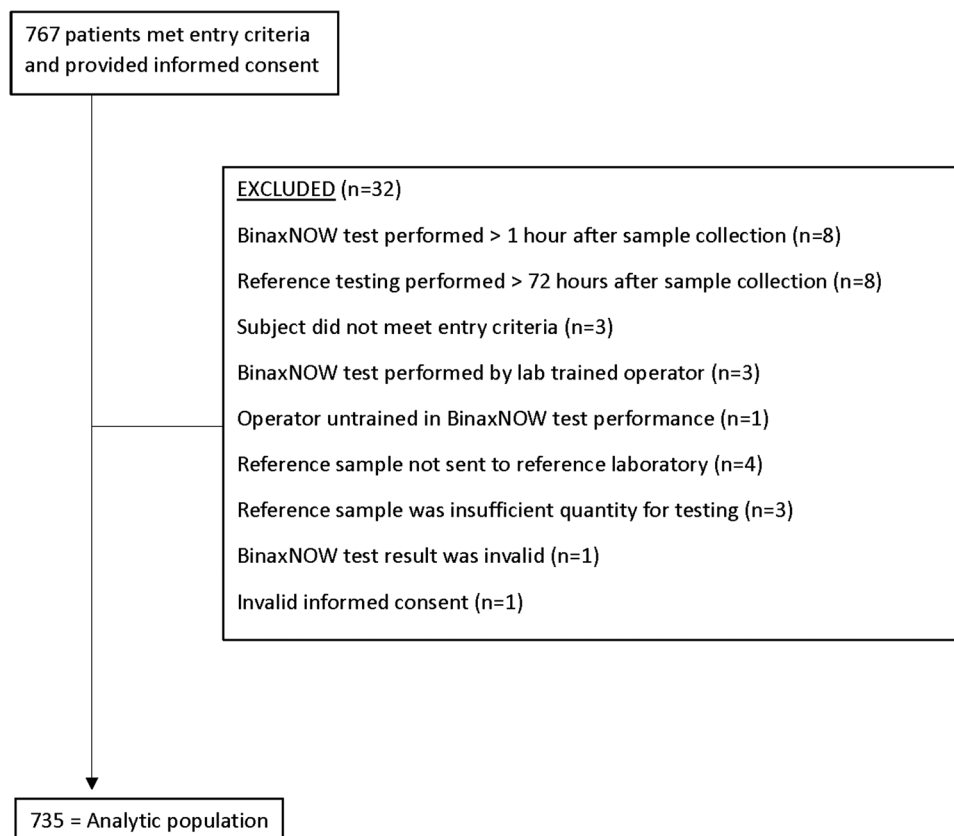 767 patients met entry criteria
and provided informed consent
EXCLUDED (n=32)
BinaxNOW test performed > 1 hour after sample collection (n=8)
Reference testing performed > 72 hours after sample collection (n=8)
Subject did not meet entry criteria (n=3)
BinaxNOW test performed by lab trained operator (n=3)
Operator untrained in BinaxNOW test performance (n=1)
Reference sample not sent to reference laboratory (n=4)
Reference sample was insufficient quantity for testing (n=3)
BinaxNOW test result was invalid (n=1)
Invalid informed consent (n=1)
735 = Analytic population